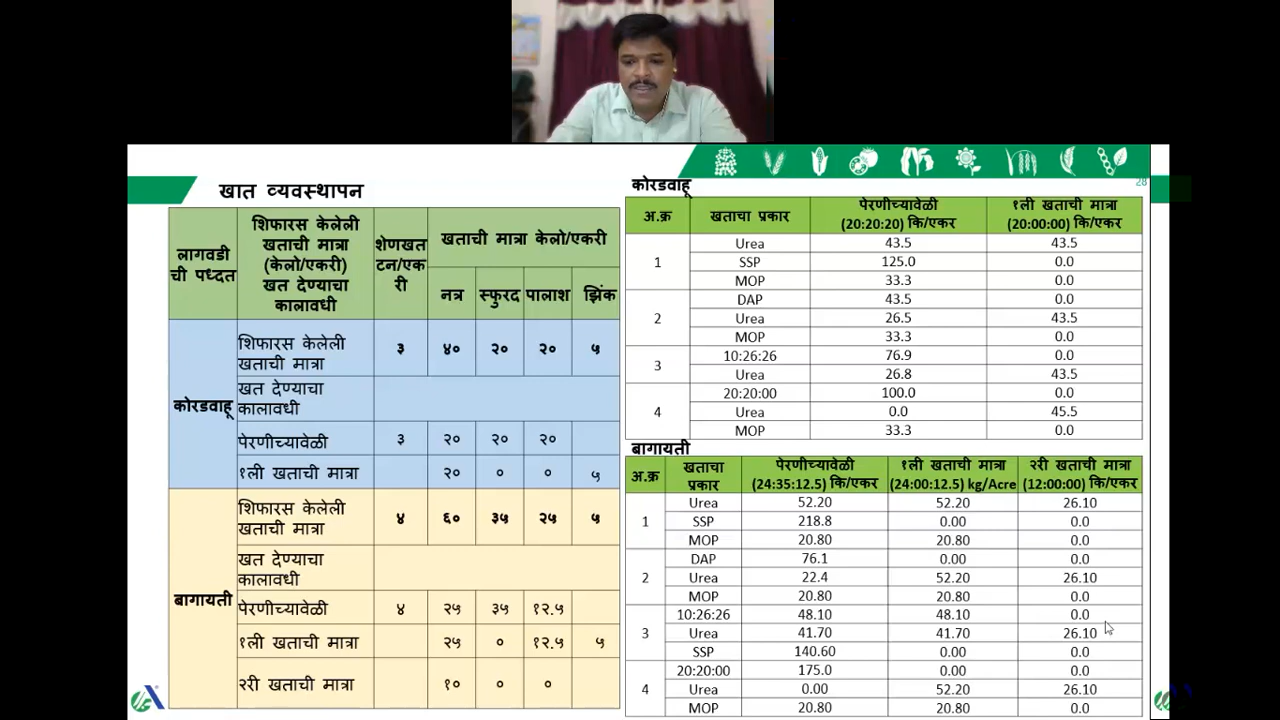 खात व्यवस्थापन
लागवडी
ची पध्दत
शिफारस केलेली
खताची मात्रा
(केलो/एकरी)
खत देण्याचा
कालावधी
शेणखत
टन/एक
री
खताची मात्रा केलो/एकरी
नत्र स्फुरद पालाश झिंक
कोरडवाहू
शिफारस केलेली
खताची मात्रा
३ ४० २० २० ५
खत देण्याचा
कालावधी
पेरणीच्यावेळी ३ २० २० २०
१ली खताची मात्रा २० ० ० ५
बागायती
शिफारस केलेली
खताची मात्रा
४ ६० ३५ २५ ५
खत देण्याचा
कालावधी
पेरणीच्यावेळी ४ २५ ३५ १२.५
१ली खताची मात्रा २५ ० १२.५ ५
२री खताची मात्रा १० ० ०
28
कोरडवाहू
अ.क्र
खताचा प्रकार
पेरणीच्यावेळी
(20:20:20) कि/एकर
१ली खताची मात्रा
(20:00:00) कि/एकर
1
Urea 43.5 43.5
SSP 125.0 0.0
MOP 33.3 0.0
2
DAP 43.5 0.0
Urea 26.5 43.5
MOP 33.3 0.0
3
10:26:26 76.9 0.0
Urea 26.8 43.5
4
20:20:00 100.0 0.0
Urea 0.0 45.5
MOP 33.3 0.0
बागायती
अ.क्र
खताचा
प्रकार
पेरणीच्यावेळी
(24:35:12.5) कि/एकर
१ली खताची मात्रा
(24:00:12.5) kg/Acre
२री खताची मात्रा
(12:00:00) कि/एकर
1
Urea 52.20 52.20 26.10
SSP 218.8 0.00 0.0
MOP 20.80 20.80 0.0
2
DAP 76.1 0.00 0.0
Urea 22.4 52.20 26.10
MOP 20.80 20.80 0.0
3
10:26:26 48.10 48.10 0.0
Urea 41.70 41.70 26.10
SSP 140.60 0.00 0.0
4
20:20:00 175.0 0.00 0.0
Urea 0.00 52.20 26.10
MOP 20.80 20.80 0.0